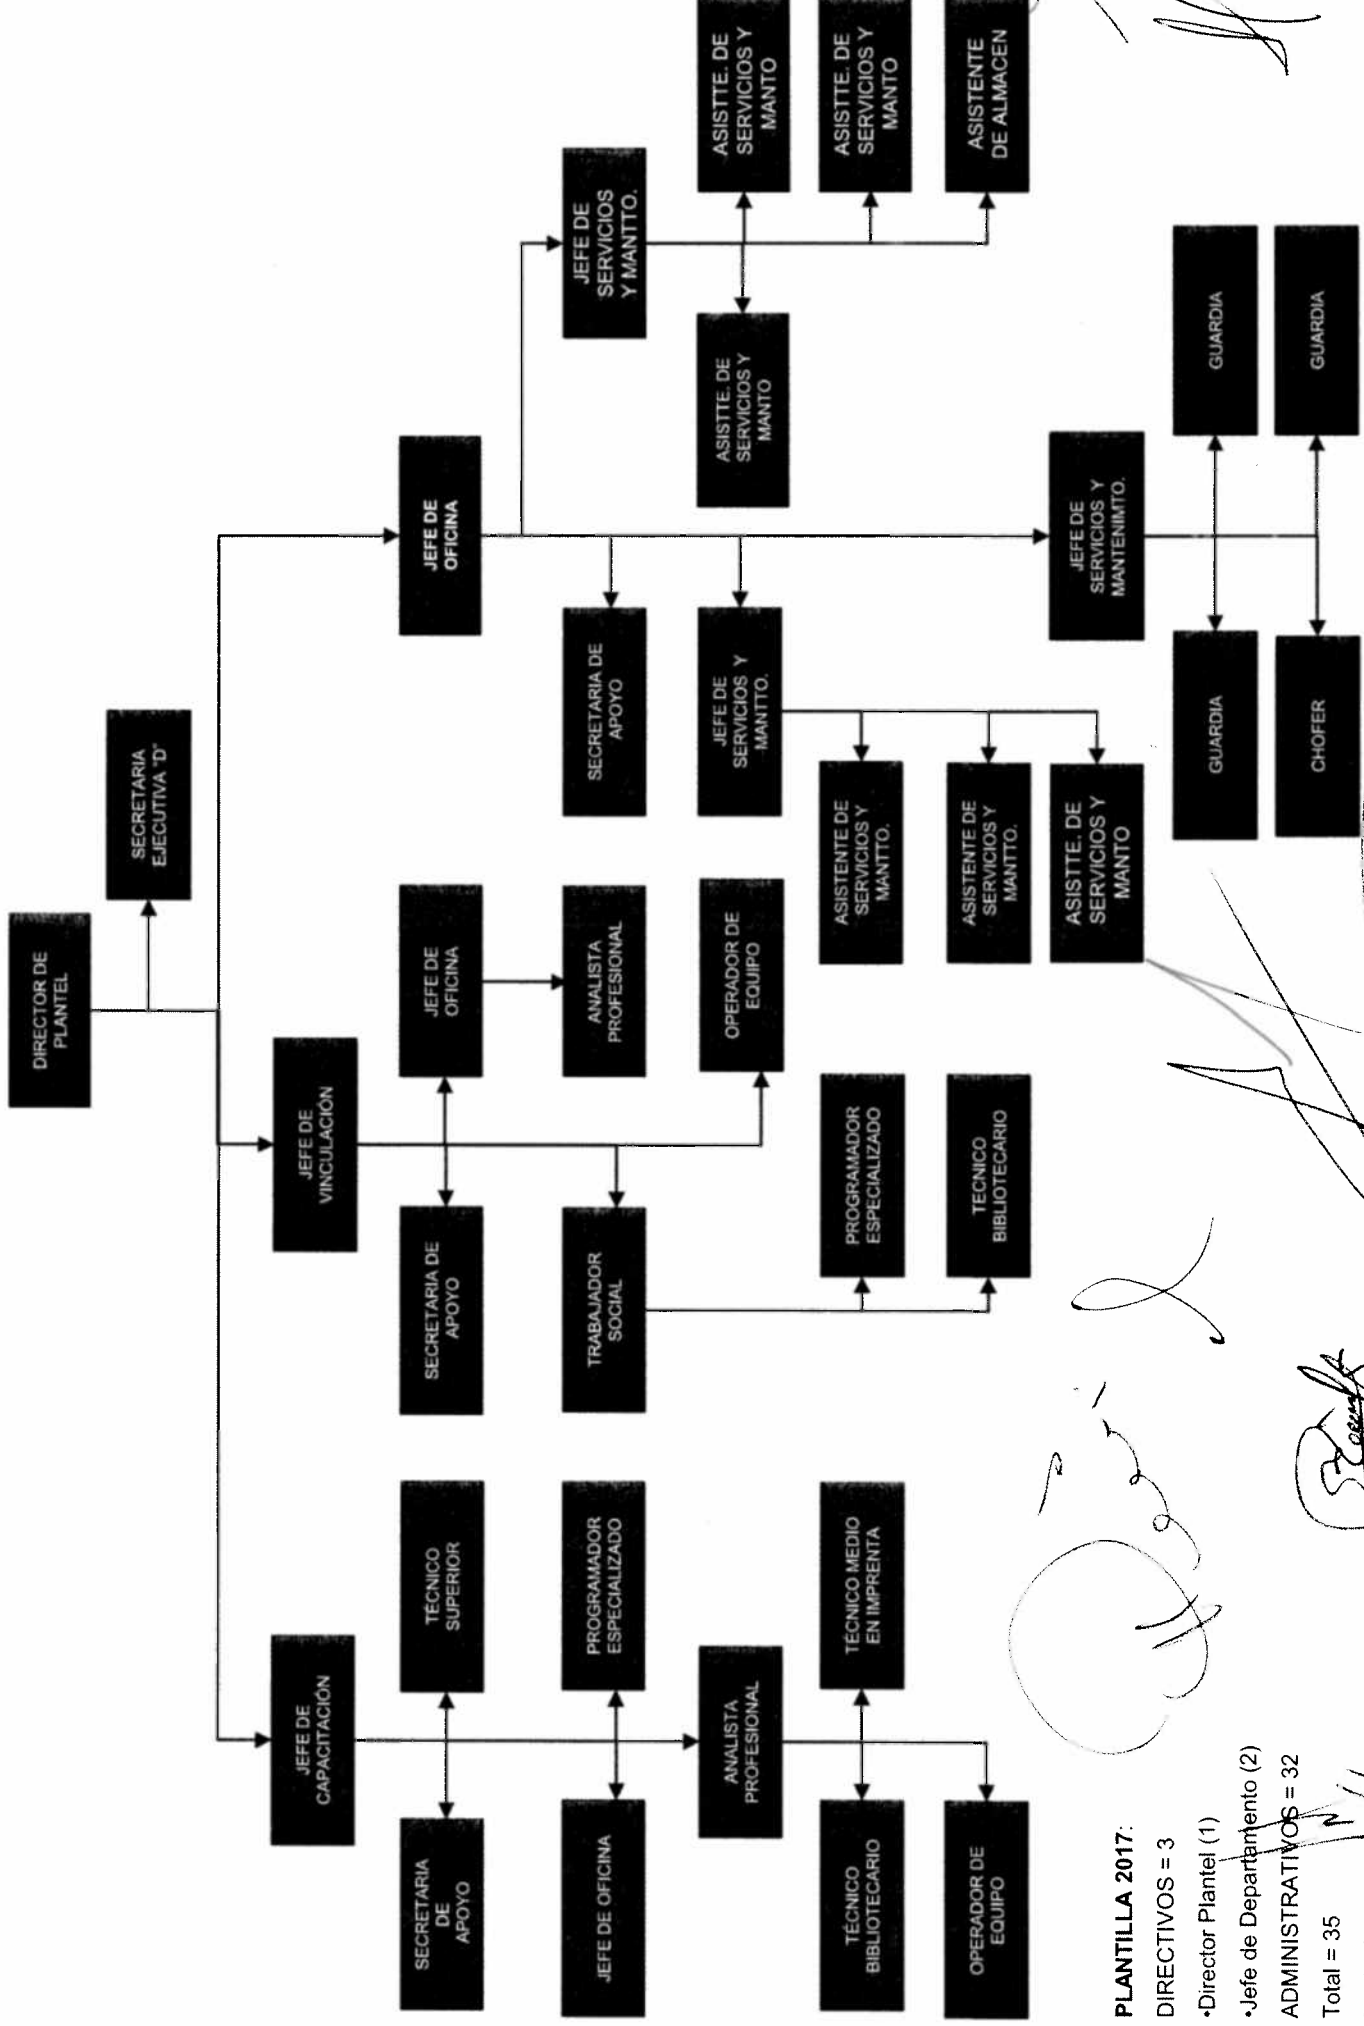 DIRECTOR DE
PLANTEL
SECRETARIA
EJECUTIVA "D"
JEFE DE
CAPACITACIÓN
JEFE DE
VINCULACIÓN
JEFE DE
OFICINA
SECRETARIA
DE
APOYO
TÉCNICO
SUPERIOR
JEFE DE OFICINA
PROGRAMADOR
ESPECIALIZADO
ANALISTA
PROFESIONAL
TÉCNICO
BIBLIOTECARIO
TÉCNICO MEDIO
EN IMPRENTA
OPERADOR DE
EQUIPO
SECRETARIA DE
APOYO
JEFE DE
OFICINA
ANALISTA
PROFESIONAL
TRABAJADOR
SOCIAL
OPERADOR DE
EQUIPO
PROGRAMADOR
ESPECIALIZADO
TECNICO
BIBLIOTECARIO
SECRETARIA DE
APOYO
JEFE DE
SERVICIOS Y
MANTTO.
ASISTENTE DE
SERVICIOS Y
MANTTO.
ASISTENTE DE
SERVICIOS Y
MANTTO.
ASISTTE. DE
SERVICIOS Y
MANTO
JEFE DE
SERVICIOS
Y MANTTO.
ASISTTE. DE
SERVICIOS Y
MANTO
ASISTTE. DE
SERVICIOS Y
MANTO
ASISTTE. DE
SERVICIOS Y
MANTO
ASISTENTE
DE ALMACEN
JEFE DE
SERVICIOS Y
MANTENIMTO.
GUARDIA
GUARDIA
CHOFER
GUARDIA
PLANTILLA 2017:
DIRECTIVOS = 3
•Director Plantel (1)
•Jefe de Departamento (2)
ADMINISTRATIVOS = 32
Total = 35